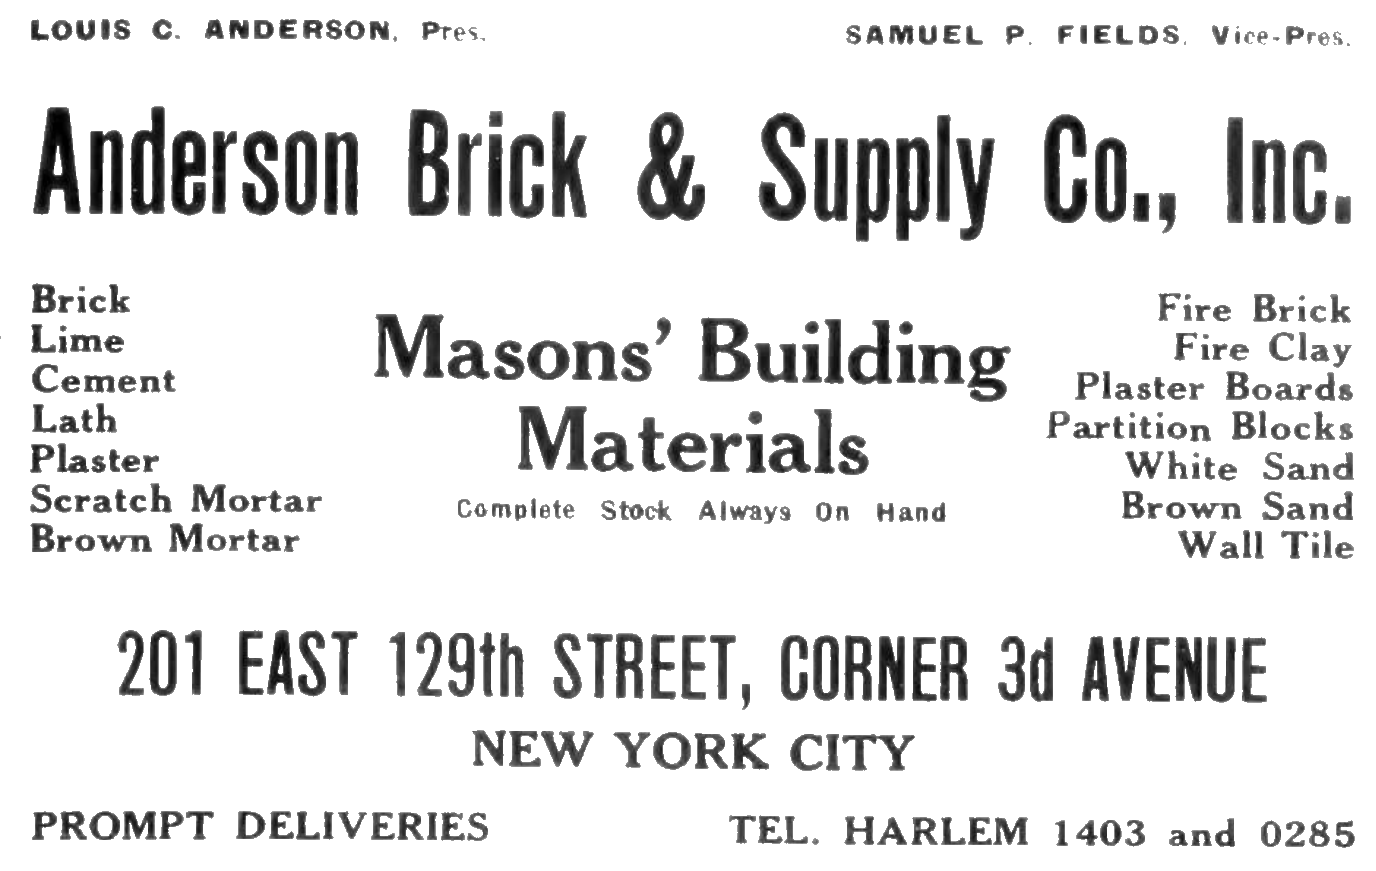 LOUIS C. ANDERSON, Pres.
SAMUEL P. FIELDS, Vice-Pres.
Anderson Brick & Supply Co., Inc.
Brick
Lime
Cement
Lath
Plaster
Scratch Mortar
Brown Mortar
Masons' Building
Materials
Complete Stock Always On Hand
Fire Brick
Fire Clay
Plaster Boards
Partition Blocks
White Sand
Brown Sand
Wall Tile
201 EAST 129th STREET, CORNER 3d AVENUE
NEW YORK CITY
PROMPT DELIVERIES
TEL. HARLEM 1403 and 0285